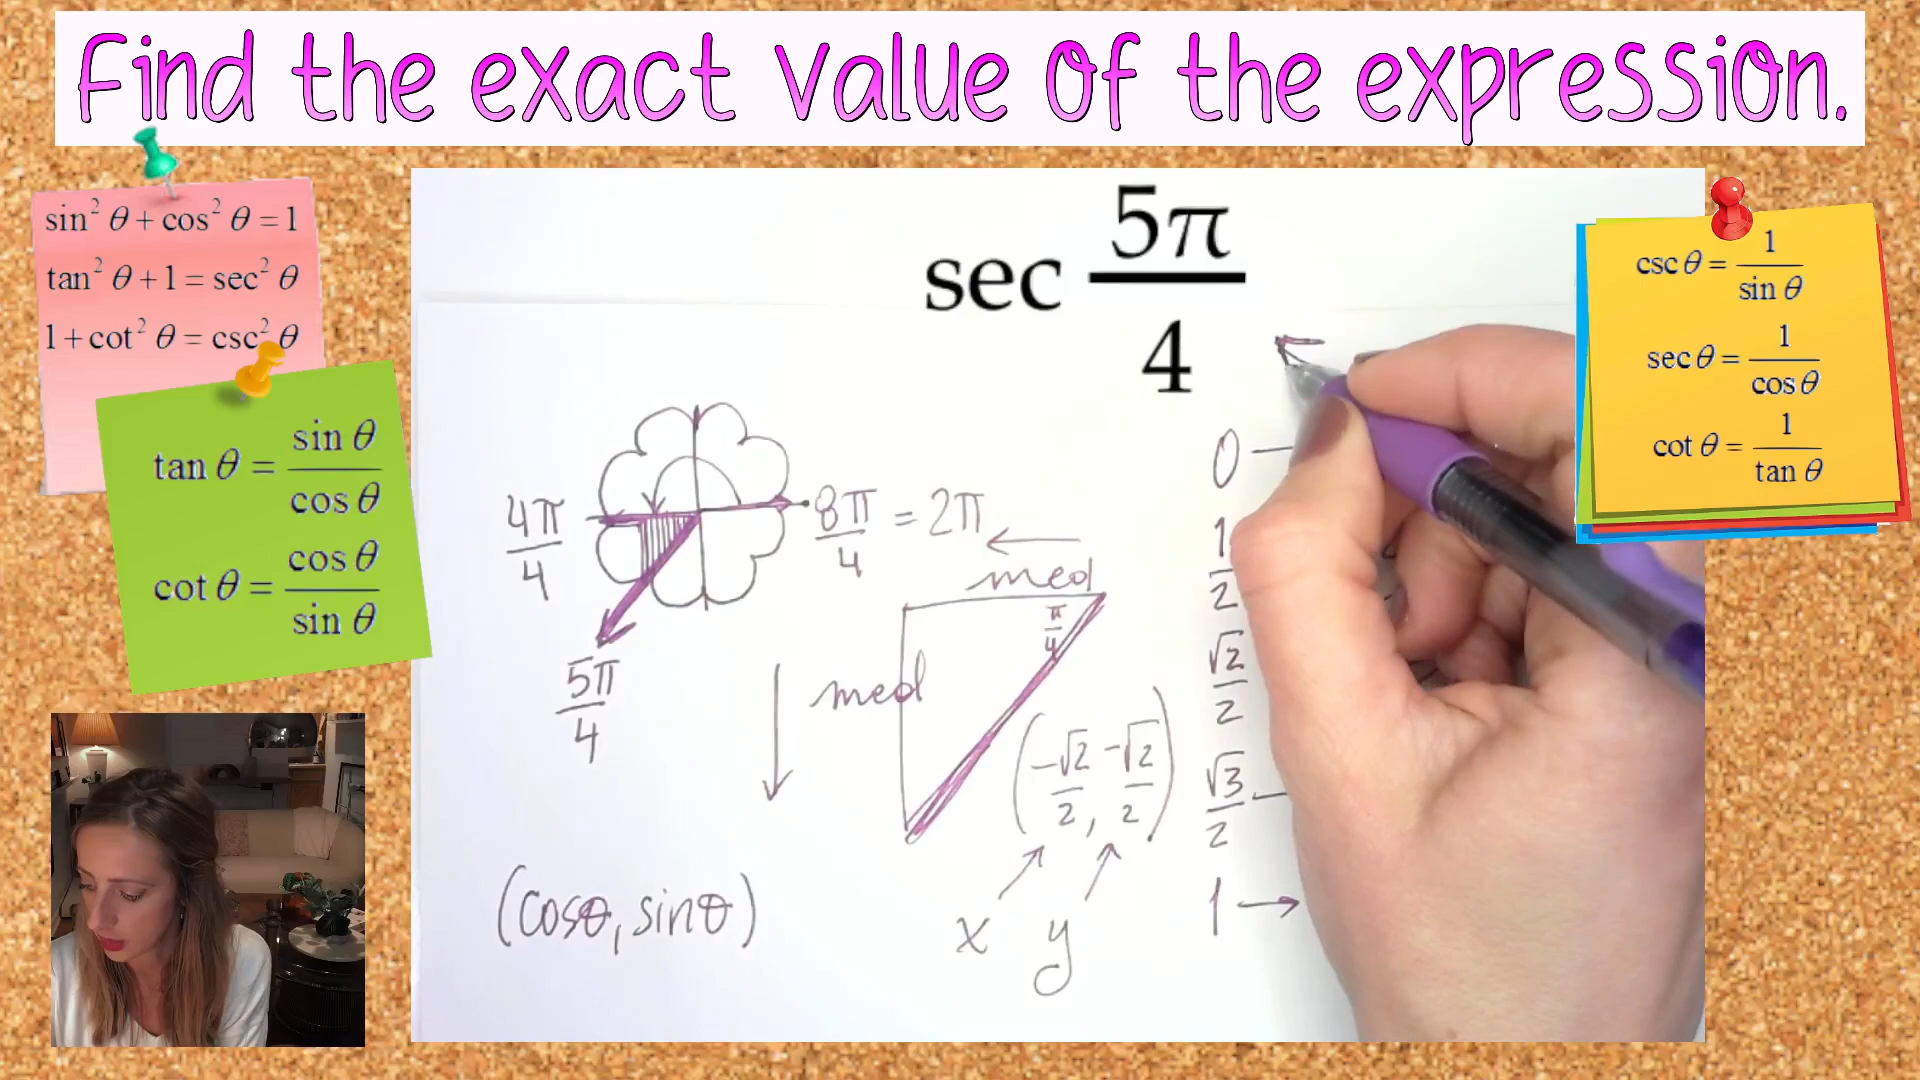 Find the exact value of the expression.
sin² θ + cos² θ = 1
tan² θ + 1 = sec² θ
1 + cot² θ = csc² θ
tan θ = sin θ / cos θ
cot θ = cos θ / sin θ
sec 5π/4
csc θ = 1 / sin θ
sec θ = 1 / cos θ
cot θ = 1 / tan θ
4π/4
8π/4 = 2π
5π/4
med
π/4
med
(-√2/2, -√2/2)
x y
(cosθ, sinθ)
0
1/2
√2/2
√3/2
1